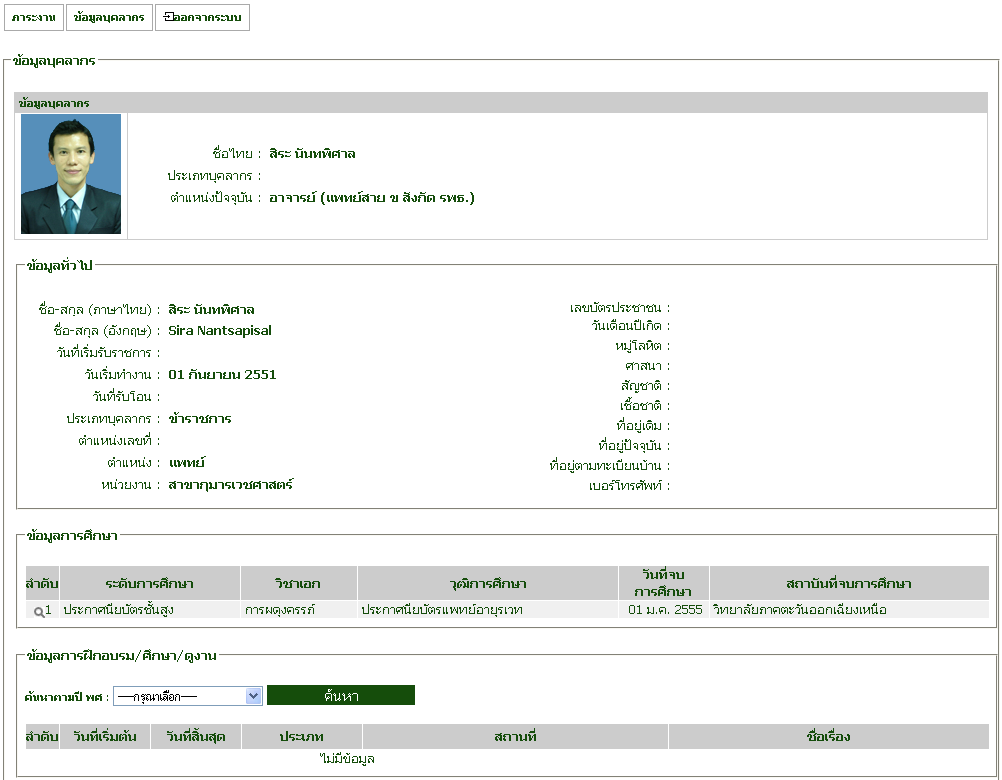 ภาระงาน ข้อมูลบุคลากร ออกจากระบบ
ข้อมูลบุคลากร
ข้อมูลบุคลากร
ชื่อไทย : สิระ นันทพิศาล
ประเภทบุคลากร :
ตำแหน่งปัจจุบัน : อาจารย์ (แพทย์สาย ข สังกัด รพธ.)
ข้อมูลทั่วไป
ชื่อ-สกุล (ภาษาไทย) : สิระ นันทพิศาล
ชื่อ-สกุล (อังกฤษ) : Sira Nantsapisal
วันที่เริ่มรับราชการ :
วันเริ่มทำงาน : 01 กันยายน 2551
วันที่รับโอน :
ประเภทบุคลากร : ข้าราชการ
ตำแหน่งเลขที่ :
ตำแหน่ง : แพทย์
หน่วยงาน : สาขากุมารเวชศาสตร์
เลขบัตรประชาชน :
วันเดือนปีเกิด :
หมู่โลหิต :
ศาสนา :
สัญชาติ :
เชื้อชาติ :
ที่อยู่เดิม :
ที่อยู่ปัจจุบัน :
ที่อยู่ตามทะเบียนบ้าน :
เบอร์โทรศัพท์ :
ข้อมูลการศึกษา
ลำดับ ระดับการศึกษา วิชาเอก วุฒิการศึกษา วันที่จบการศึกษา สถาบันที่จบการศึกษา
1 ประกาศนียบัตรชั้นสูง การผดุงครรภ์ ประกาศนียบัตรแพทย์อายุรเวท 01 ม.ค. 2555 วิทยาลัยภาคตะวันออกเฉียงเหนือ
ข้อมูลการฝึกอบรม/ศึกษา/ดูงาน
ค้นหาตามปี พศ : ----กรุณาเลือก---- ค้นหา
ลำดับ วันที่เริ่มต้น วันที่สิ้นสุด ประเภท สถานที่ ชื่อเรื่อง
ไม่มีข้อมูล